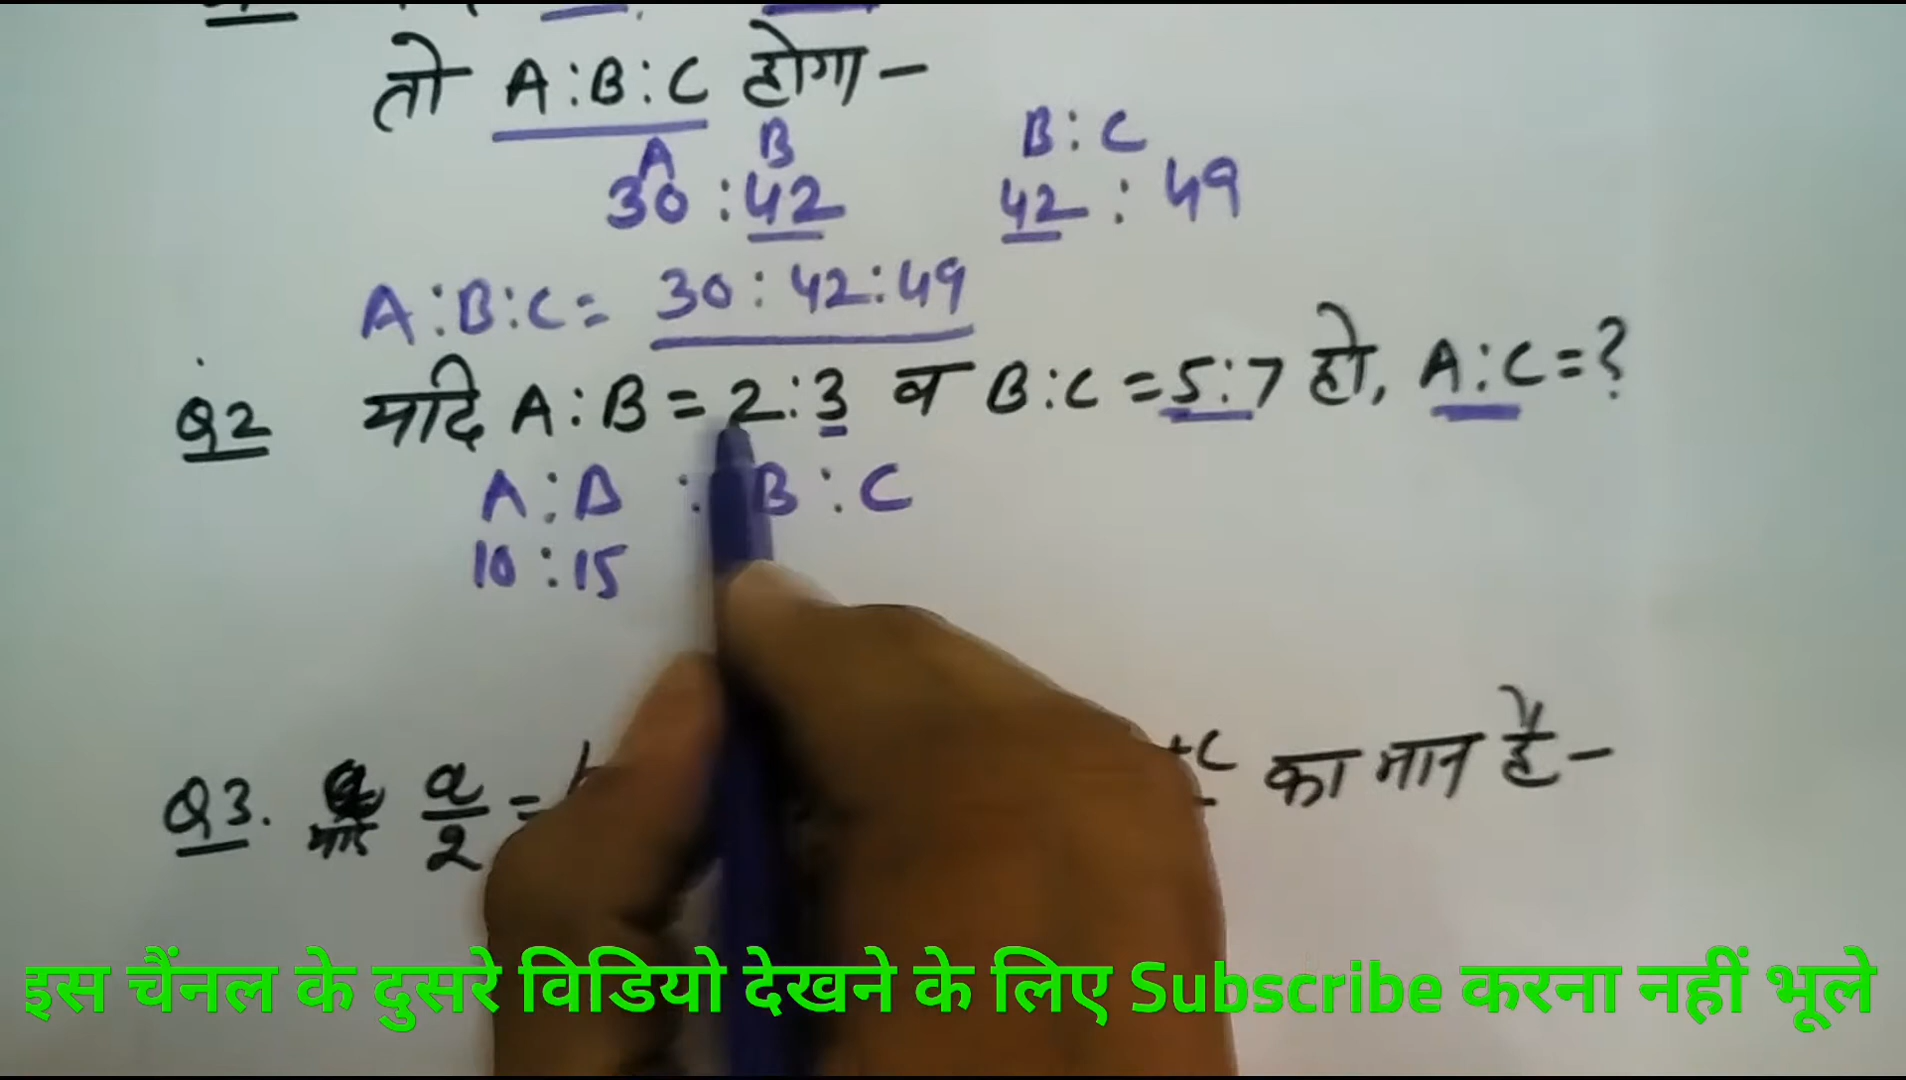 तो A:B:C होगा-
A B B:C
30:42 42:49
A:B:C= 30:42:49
Q2 यदि A:B=2:3 व B:C=5:7 हो, A:C=?
A:B : B:C
10:15
Q3. a/2 = +c का मान है-
इस चैंनल के दुसरे विडियो देखने के लिए Subscribe करना नहीं भूले